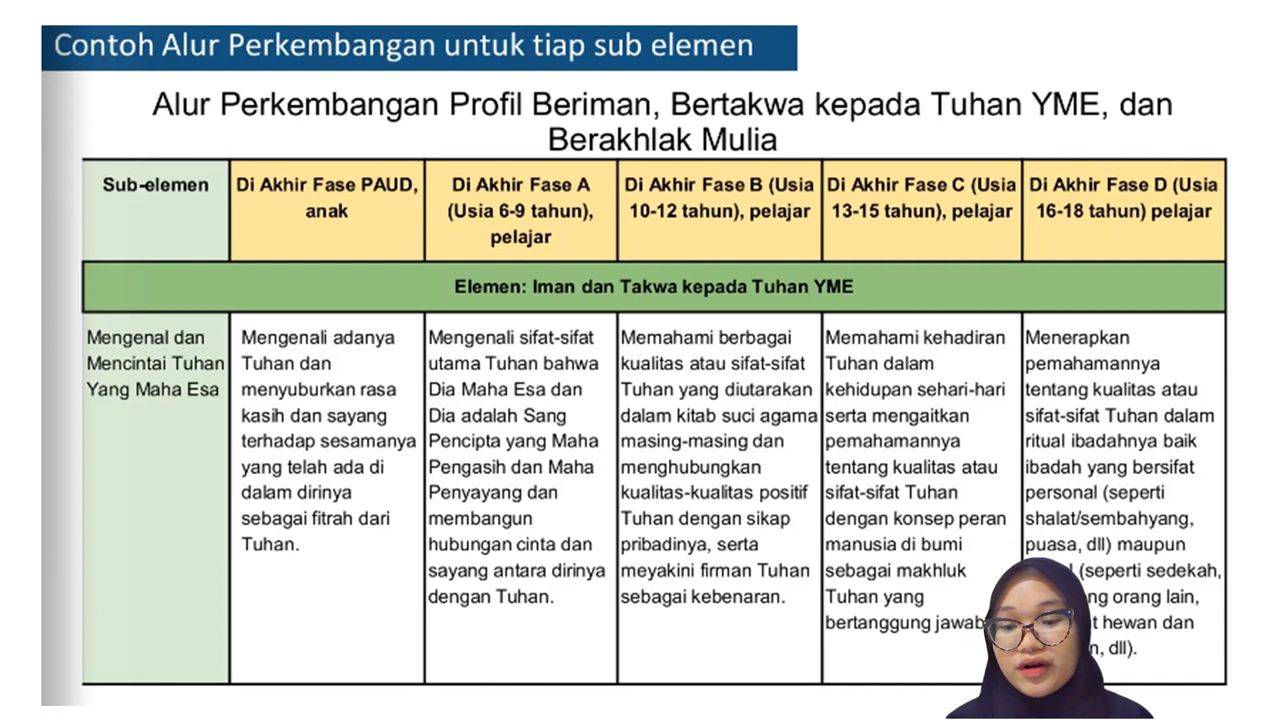 Contoh Alur Perkembangan untuk tiap sub elemen
Alur Perkembangan Profil Beriman, Bertakwa kepada Tuhan YME, dan
Berakhlak Mulia
Sub-elemen
Di Akhir Fase PAUD,
anak
Di Akhir Fase A
(Usia 6-9 tahun),
pelajar
Di Akhir Fase B (Usia
10-12 tahun), pelajar
Di Akhir Fase C (Usia
13-15 tahun), pelajar
Di Akhir Fase D (Usia
16-18 tahun) pelajar
Elemen: Iman dan Takwa kepada Tuhan YME
Mengenal dan
Mencintai Tuhan
Yang Maha Esa
Mengenali adanya
Tuhan dan
menyuburkan rasa
kasih dan sayang
terhadap sesamanya
yang telah ada di
dalam dirinya
sebagai fitrah dari
Tuhan.
Mengenali sifat-sifat
utama Tuhan bahwa
Dia Maha Esa dan
Dia adalah Sang
Pencipta yang Maha
Pengasih dan Maha
Penyayang dan
membangun
hubungan cinta dan
sayang antara dirinya
dengan Tuhan.
Memahami berbagai
kualitas atau sifat-sifat
Tuhan yang diutarakan
dalam kitab suci agama
masing-masing dan
menghubungkan
kualitas-kualitas positif
Tuhan dengan sikap
pribadinya, serta
meyakini firman Tuhan
sebagai kebenaran.
Memahami kehadiran
Tuhan dalam
kehidupan sehari-hari
serta mengaitkan
pemahamannya
tentang kualitas atau
sifat-sifat Tuhan
dengan konsep peran
manusia di bumi
sebagai makhluk
Tuhan yang
bertanggung jawab
Menerapkan
pemahamannya
tentang kualitas atau
sifat-sifat Tuhan dalam
ritual ibadahnya baik
ibadah yang bersifat
personal (seperti
shalat/sembahyang,
puasa, dll) maupun
(seperti sedekah,
orang lain,
hewan dan
dll).